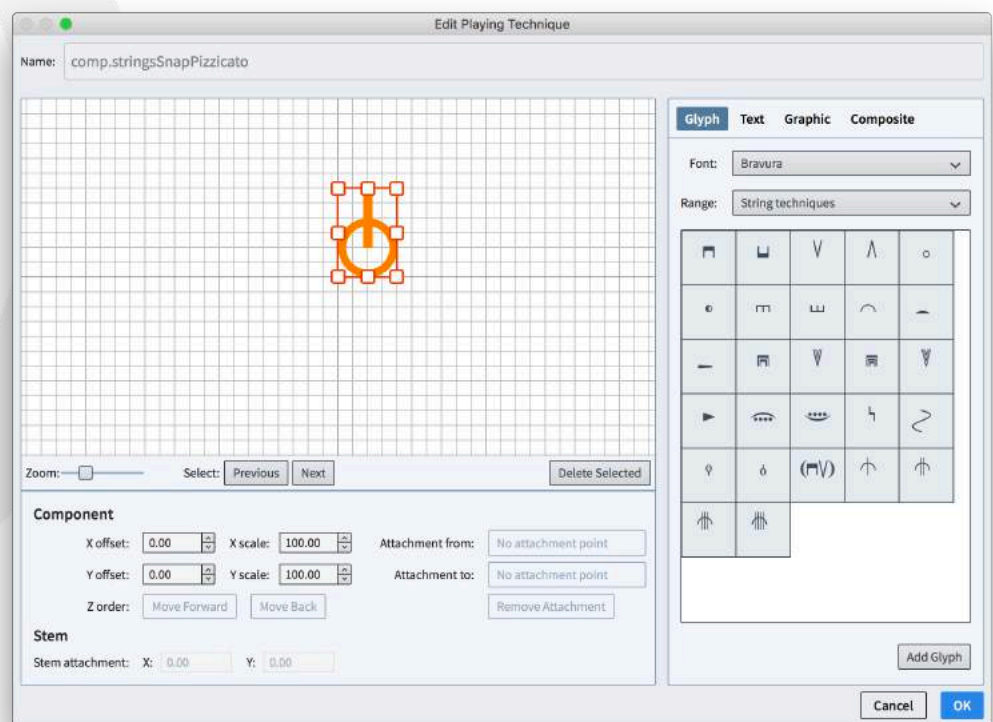 Edit Playing Technique
Name: comp.stringsSnapPizzicato
Glyph Text Graphic Composite
Font: Bravura
Range: String techniques
Zoom: Select: Previous Next Delete Selected
Component
X offset: 0.00 X scale: 100.00 Attachment from: No attachment point
Y offset: 0.00 Y scale: 100.00 Attachment to: No attachment point
Z order: Move Forward Move Back Remove Attachment
Stem
Stem attachment: X: 0.00 Y: 0.00
Add Glyph
Cancel OK